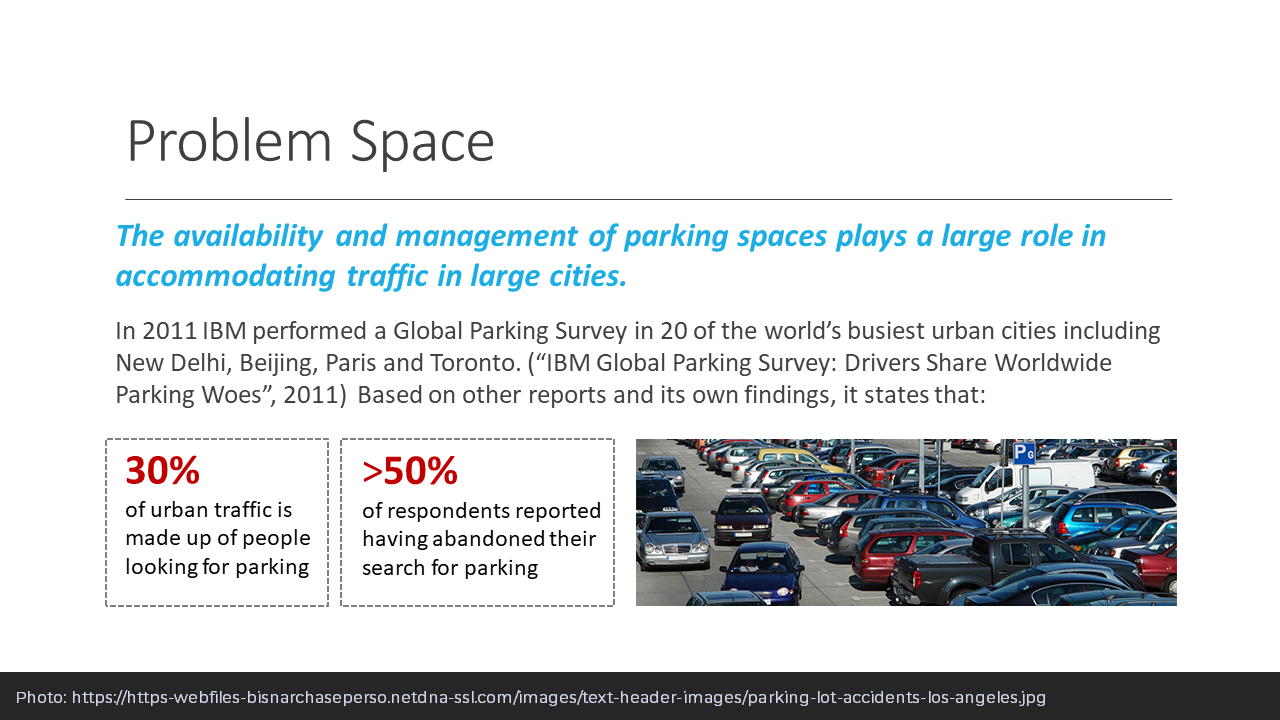 Problem Space
The availability and management of parking spaces plays a large role in
accommodating traffic in large cities.
In 2011 IBM performed a Global Parking Survey in 20 of the world’s busiest urban cities including
New Delhi, Beijing, Paris and Toronto. (“IBM Global Parking Survey: Drivers Share Worldwide
Parking Woes”, 2011) Based on other reports and its own findings, it states that:
30%
of urban traffic is
made up of people
looking for parking
>50%
of respondents reported
having abandoned their
search for parking
P G
Photo: https://https-webfiles-bisnarchaseperso.netdna-ssl.com/images/text-header-images/parking-lot-accidents-los-angeles.jpg